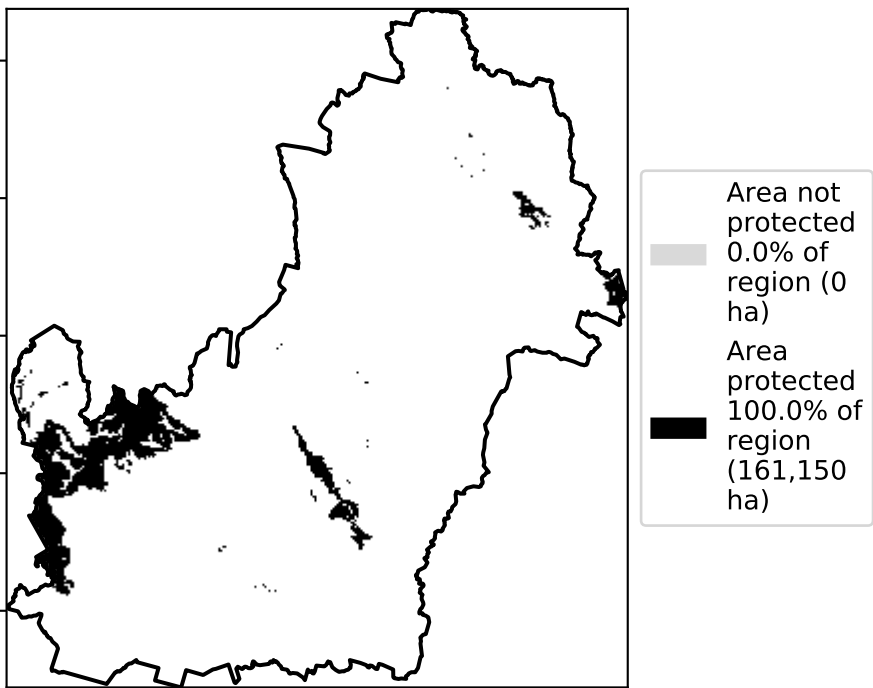 Area not
protected
0.0% of
region (0
ha)
Area
protected
100.0% of
region
(161,150
ha)